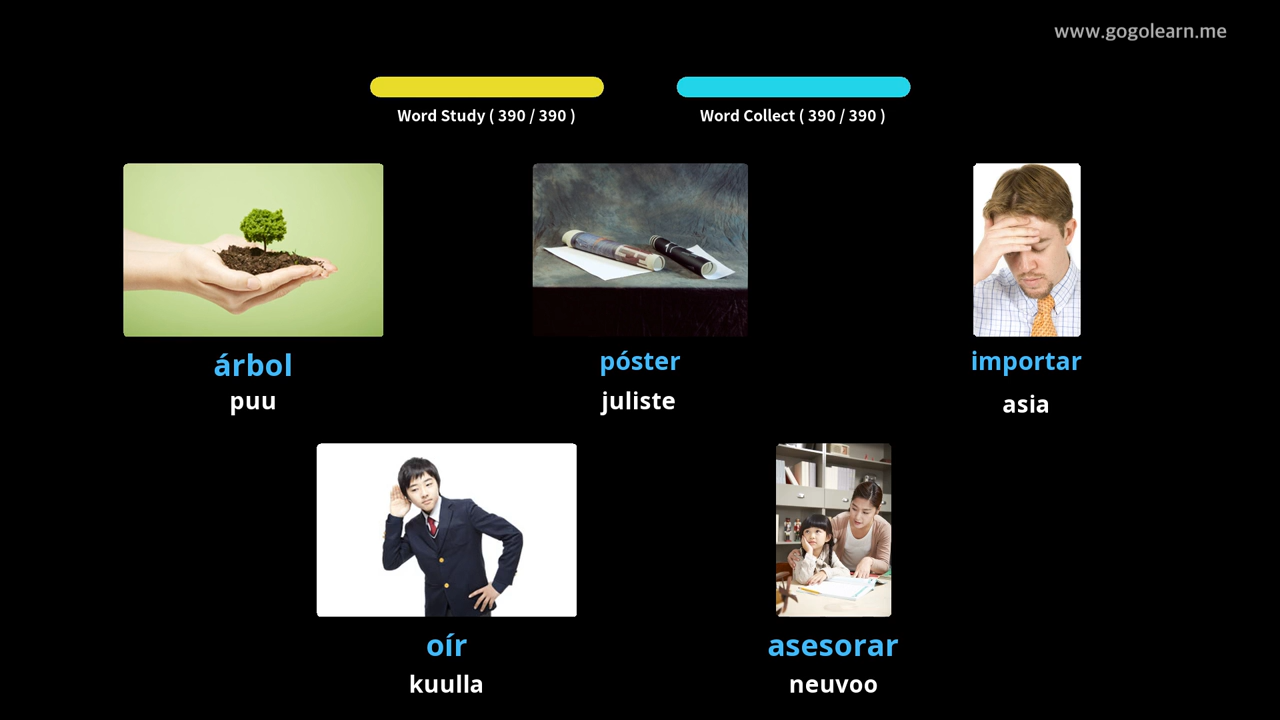 www.gogolearn.me
Word Study ( 390 / 390 )
Word Collect ( 390 / 390 )
árbol
puu
póster
juliste
importar
asia
oír
kuulla
asesorar
neuvoo